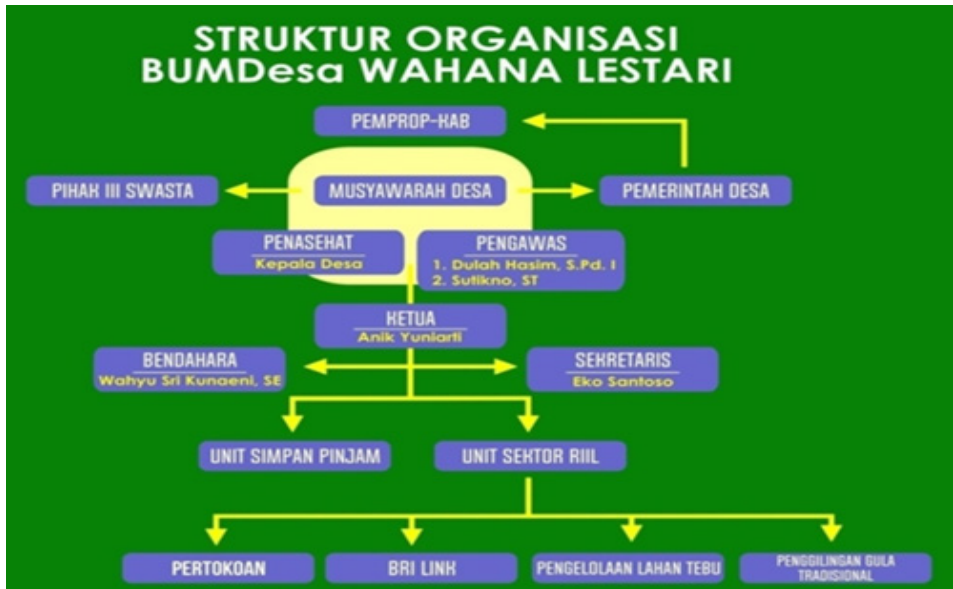 STRUKTUR ORGANISASI
BUMDesa WAHANA LESTARI
PEMPROP-KAB
PIHAK III SWASTA
MUSYAWARAH DESA
PEMERINTAH DESA
PENASEHAT
Kepala Desa
PENGAWAS
1. Dulah Hasim, S.Pd. I
2. Sutikno, ST
KETUA
Anik Yuniarti
BENDAHARA
Wahyu Sri Kunaeni, SE
SEKRETARIS
Eko Santoso
UNIT SIMPAN PINJAM
UNIT SEKTOR RIIL
PERTOKOAN
BRI LINK
PENGELOLAAN LAHAN TEBU
PENGGILINGAN GULA
TRADISIONAL